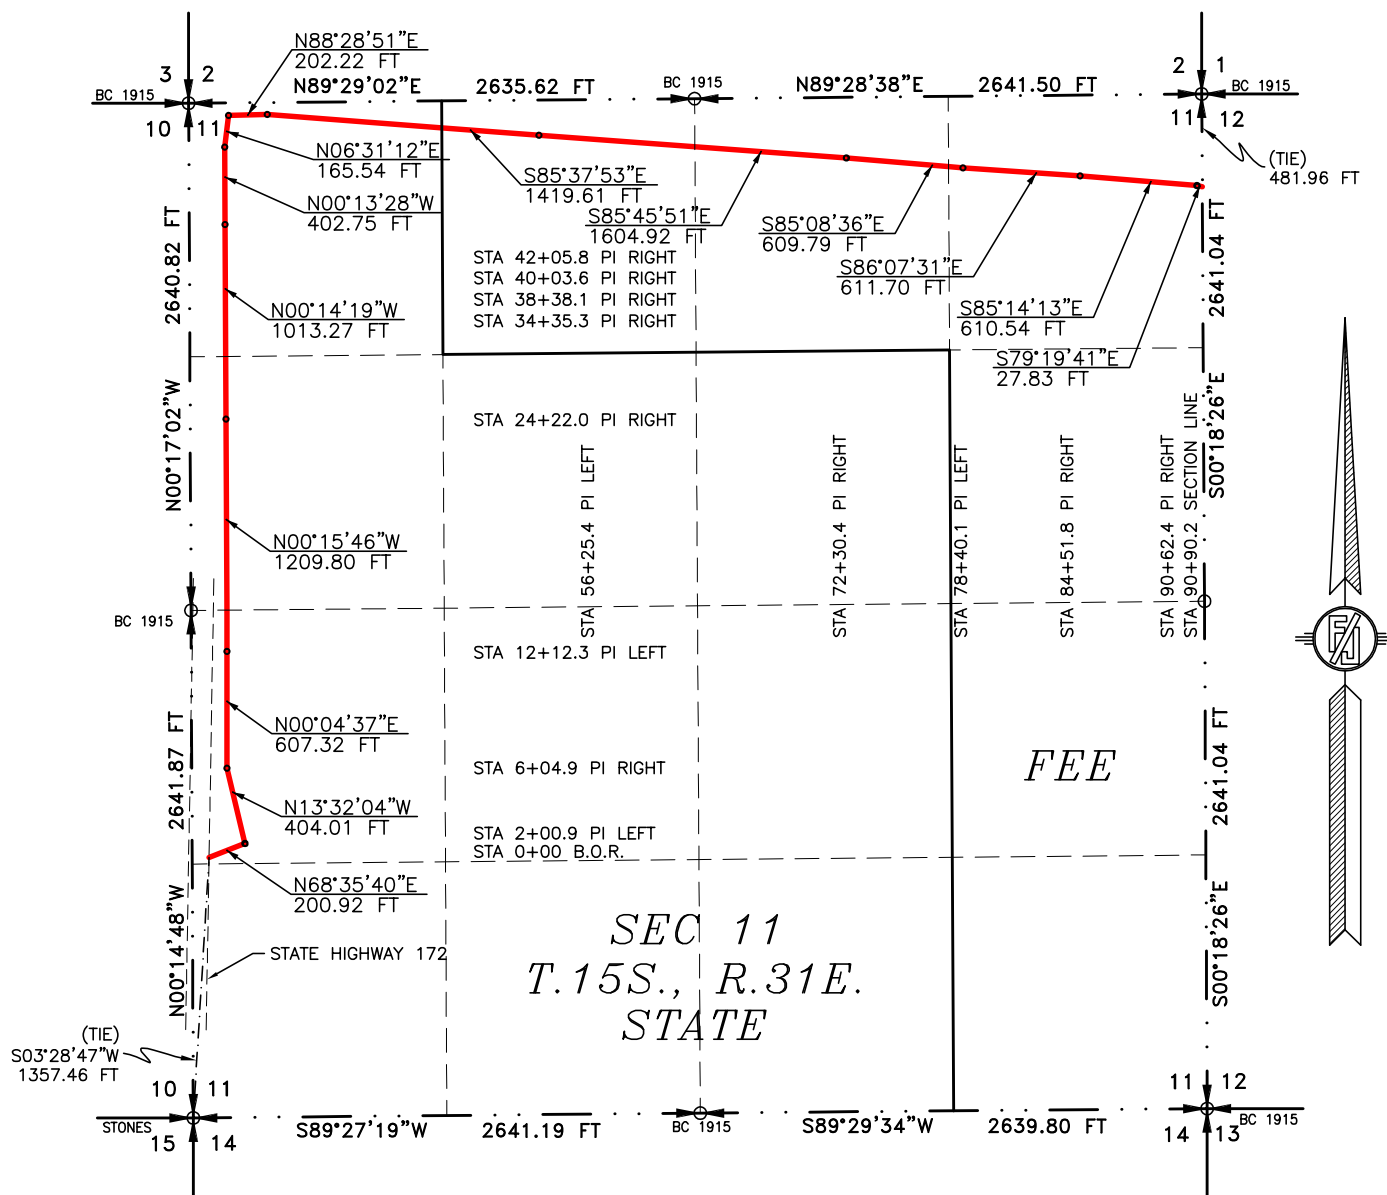 N88°28'51"E
202.22 FT
3 2
BC 1915
N89°29'02"E 2635.62 FT
BC 1915
N89°28'38"E 2641.50 FT
2 1
BC 1915
10 11
11 12
N06°31'12"E
165.54 FT
(TIE)
481.96 FT
S85°37'53"E
1419.61 FT
N00°13'28"W
402.75 FT
S85°45'51"E
1604.92 FT
S85°08'36"E
609.79 FT
S86°07'31"E
611.70 FT
S85°14'13"E
610.54 FT
S79°19'41"E
27.83 FT
STA 42+05.8 PI RIGHT
STA 40+03.6 PI RIGHT
STA 38+38.1 PI RIGHT
STA 34+35.3 PI RIGHT
N00°14'19"W
1013.27 FT
2640.82 FT
N00°17'02"W
2641.04 FT
S00°18'26"E
STA 24+22.0 PI RIGHT
STA 56+25.4 PI LEFT
STA 72+30.4 PI RIGHT
STA 78+40.1 PI LEFT
STA 84+51.8 PI RIGHT
STA 90+62.4 PI RIGHT
STA 90+90.2 SECTION LINE
N00°15'46"W
1209.80 FT
BC 1915
FJ
STA 12+12.3 PI LEFT
N00°04'37"E
607.32 FT
STA 6+04.9 PI RIGHT
FEE
2641.87 FT
N00°14'48"W
2641.04 FT
S00°18'26"E
N13°32'04"W
404.01 FT
STA 2+00.9 PI LEFT
STA 0+00 B.O.R.
N68°35'40"E
200.92 FT
SEC 11
T.15S., R.31E.
STATE
STATE HIGHWAY 172
(TIE)
S03°28'47"W
1357.46 FT
10 11
11 12
STONES
15 14
S89°27'19"W 2641.19 FT
BC 1915
S89°29'34"W 2639.80 FT
14 13
BC 1915